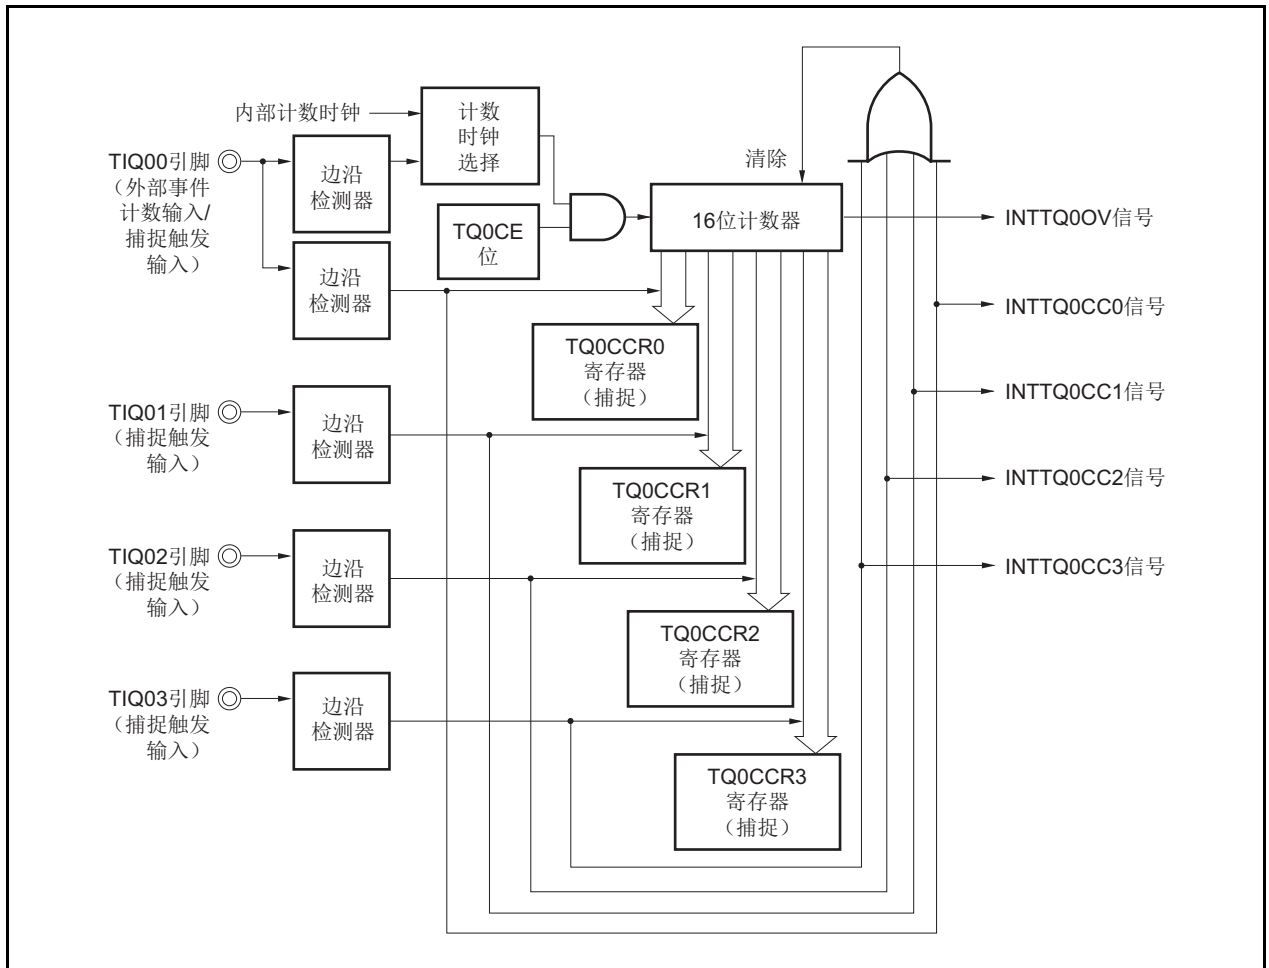 内部计数时钟
计数
时钟
选择
TIQ00引脚
（外部事件
计数输入/
捕捉触发
输入）
边沿
检测器
清除
TQ0CE
位
16位计数器
INTTQ0OV信号
边沿
检测器
INTTQ0CC0信号
TQ0CCR0
寄存器
（捕捉）
INTTQ0CC1信号
TIQ01引脚
（捕捉触发
输入）
边沿
检测器
INTTQ0CC2信号
TQ0CCR1
寄存器
（捕捉）
TIQ02引脚
（捕捉触发
输入）
边沿
检测器
INTTQ0CC3信号
TQ0CCR2
寄存器
（捕捉）
TIQ03引脚
（捕捉触发
输入）
边沿
检测器
TQ0CCR3
寄存器
（捕捉）